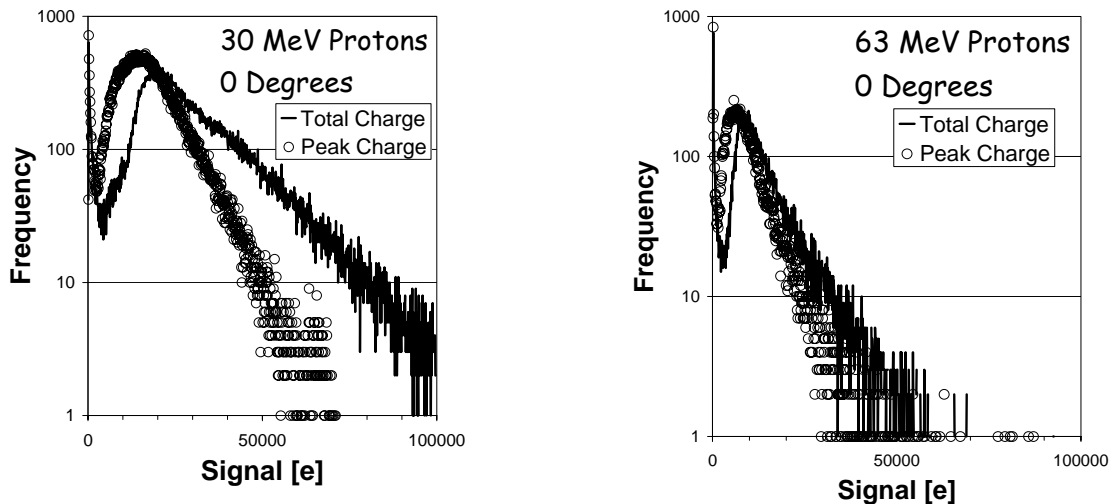 1000
100
10
1
Frequency
30 MeV Protons
0 Degrees
Total Charge
Peak Charge
0
50000
100000
Signal [e]
1000
100
10
1
Frequency
63 MeV Protons
0 Degrees
Total Charge
Peak Charge
0
50000
100000
Signal [e]